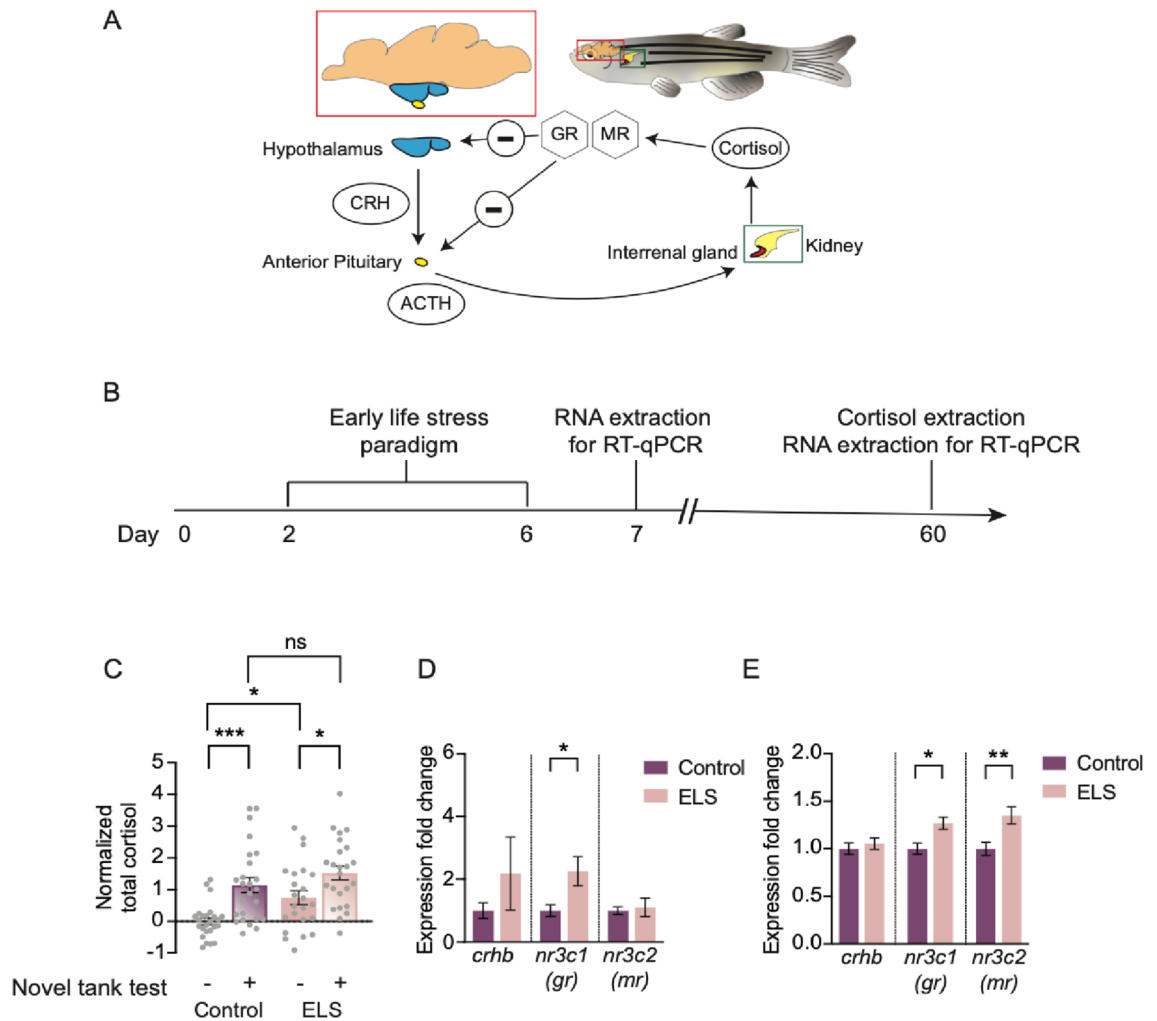 A
Hypothalamus
GR
MR
Cortisol
CRH
Interrenal gland
Kidney
Anterior Pituitary
ACTH
B
Early life stress
paradigm
RNA extraction
for RT-qPCR
Cortisol extraction
RNA extraction for RT-qPCR
Day
0
2
6
7
60
C
ns
*
***
*
Normalized
total cortisol
5
4
3
2
1
0
-1
Novel tank test
-
+
-
+
Control
ELS
D
Expression fold change
6
4
2
0
*
Control
ELS
crhb
nr3c1
(gr)
nr3c2
(mr)
E
Expression fold change
2.0
1.5
1.0
0.5
0.0
*
**
Control
ELS
crhb
nr3c1
(gr)
nr3c2
(mr)